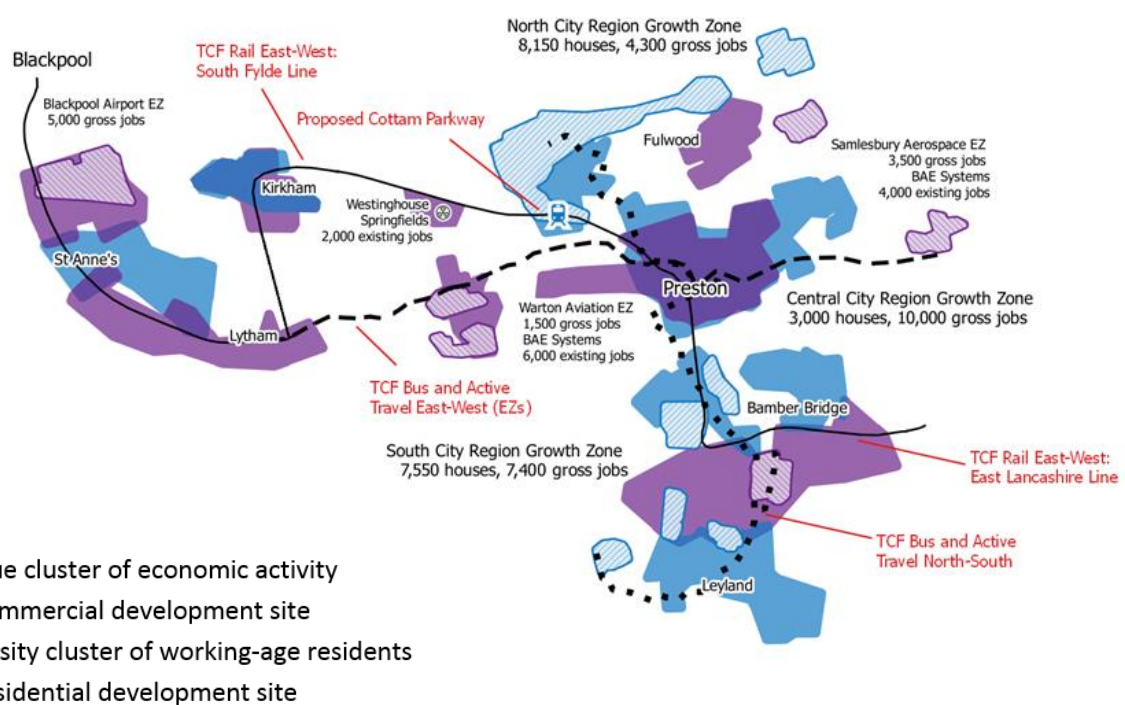 North City Region Growth Zone
8,150 houses, 4,300 gross jobs
Blackpool
TCF Rail East-West:
South Fylde Line
Blackpool Airport EZ
5,000 gross jobs
Proposed Cottam Parkway
Fulwood
Samlesbury Aerospace EZ
3,500 gross jobs
BAE Systems
4,000 existing jobs
Kirkham
Westinghouse
Springfields
2,000 existing jobs
St Anne's
Preston
Central City Region Growth Zone
3,000 houses, 10,000 gross jobs
Warton Aviation EZ
1,500 gross jobs
BAE Systems
6,000 existing jobs
Lytham
TCF Bus and Active
Travel East-West (EZs)
Bamber Bridge
South City Region Growth Zone
7,550 houses, 7,400 gross jobs
TCF Rail East-West:
East Lancashire Line
TCF Bus and Active
Travel North-South
Leyland
ue cluster of economic activity
mmercial development site
sity cluster of working-age residents
sidential development site